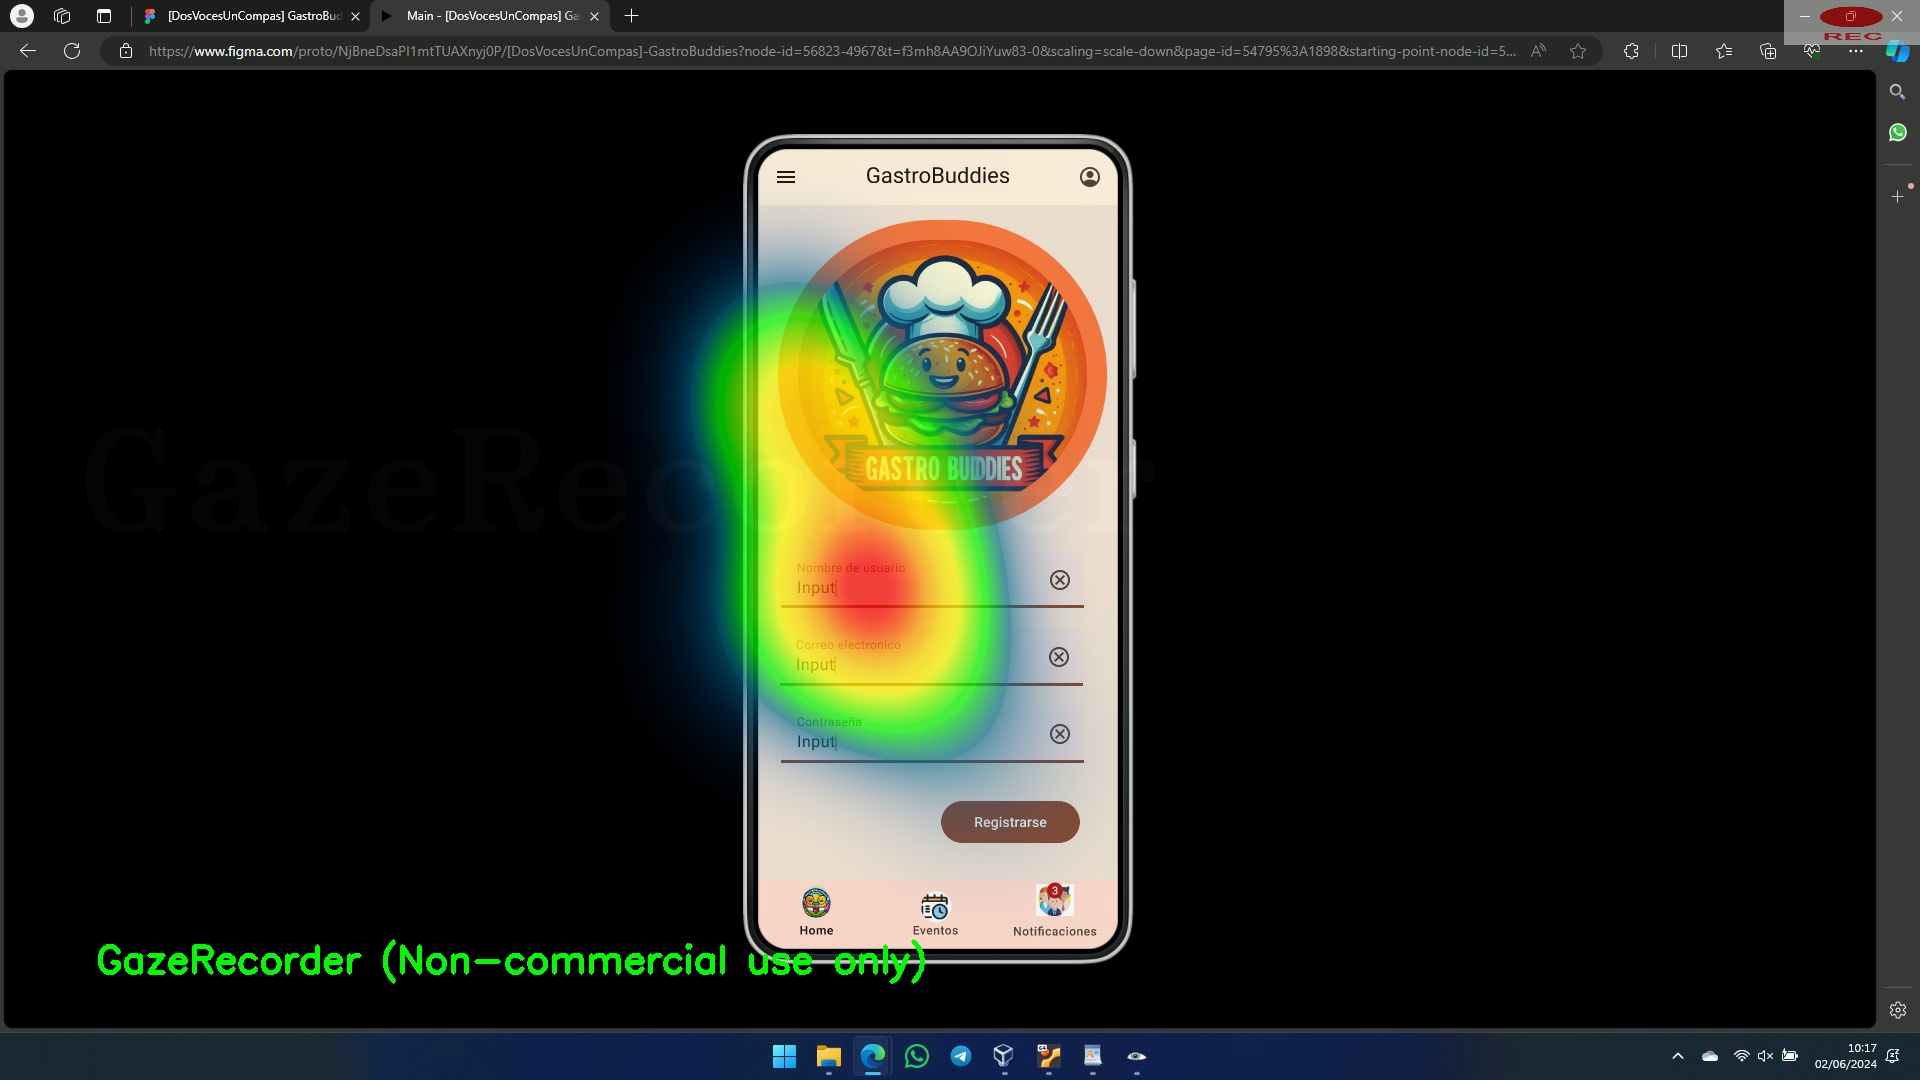 [DosVocesUnCompas] GastroBud
Main - [DosVocesUnCompas] Ga
https://www.figma.com/proto/NjBneDsaPI1mtTUAXnyj0P/[DosVocesUnCompas]-GastroBuddies?node-id=56823-4967&t=f3mh8AA9OJiYuw83-0&scaling=scale-down&page-id=54795%3A1898&starting-point-node-id=5...
REC
GastroBuddies
GASTRO BUDDIES
GazeRecorder
Nombre de usuario
Input
Correo electronico
Input
Contraseña
Input
Registrarse
3
Home
Eventos
Notificaciones
GazeRecorder (Non-commercial use only)
10:17
02/06/2024